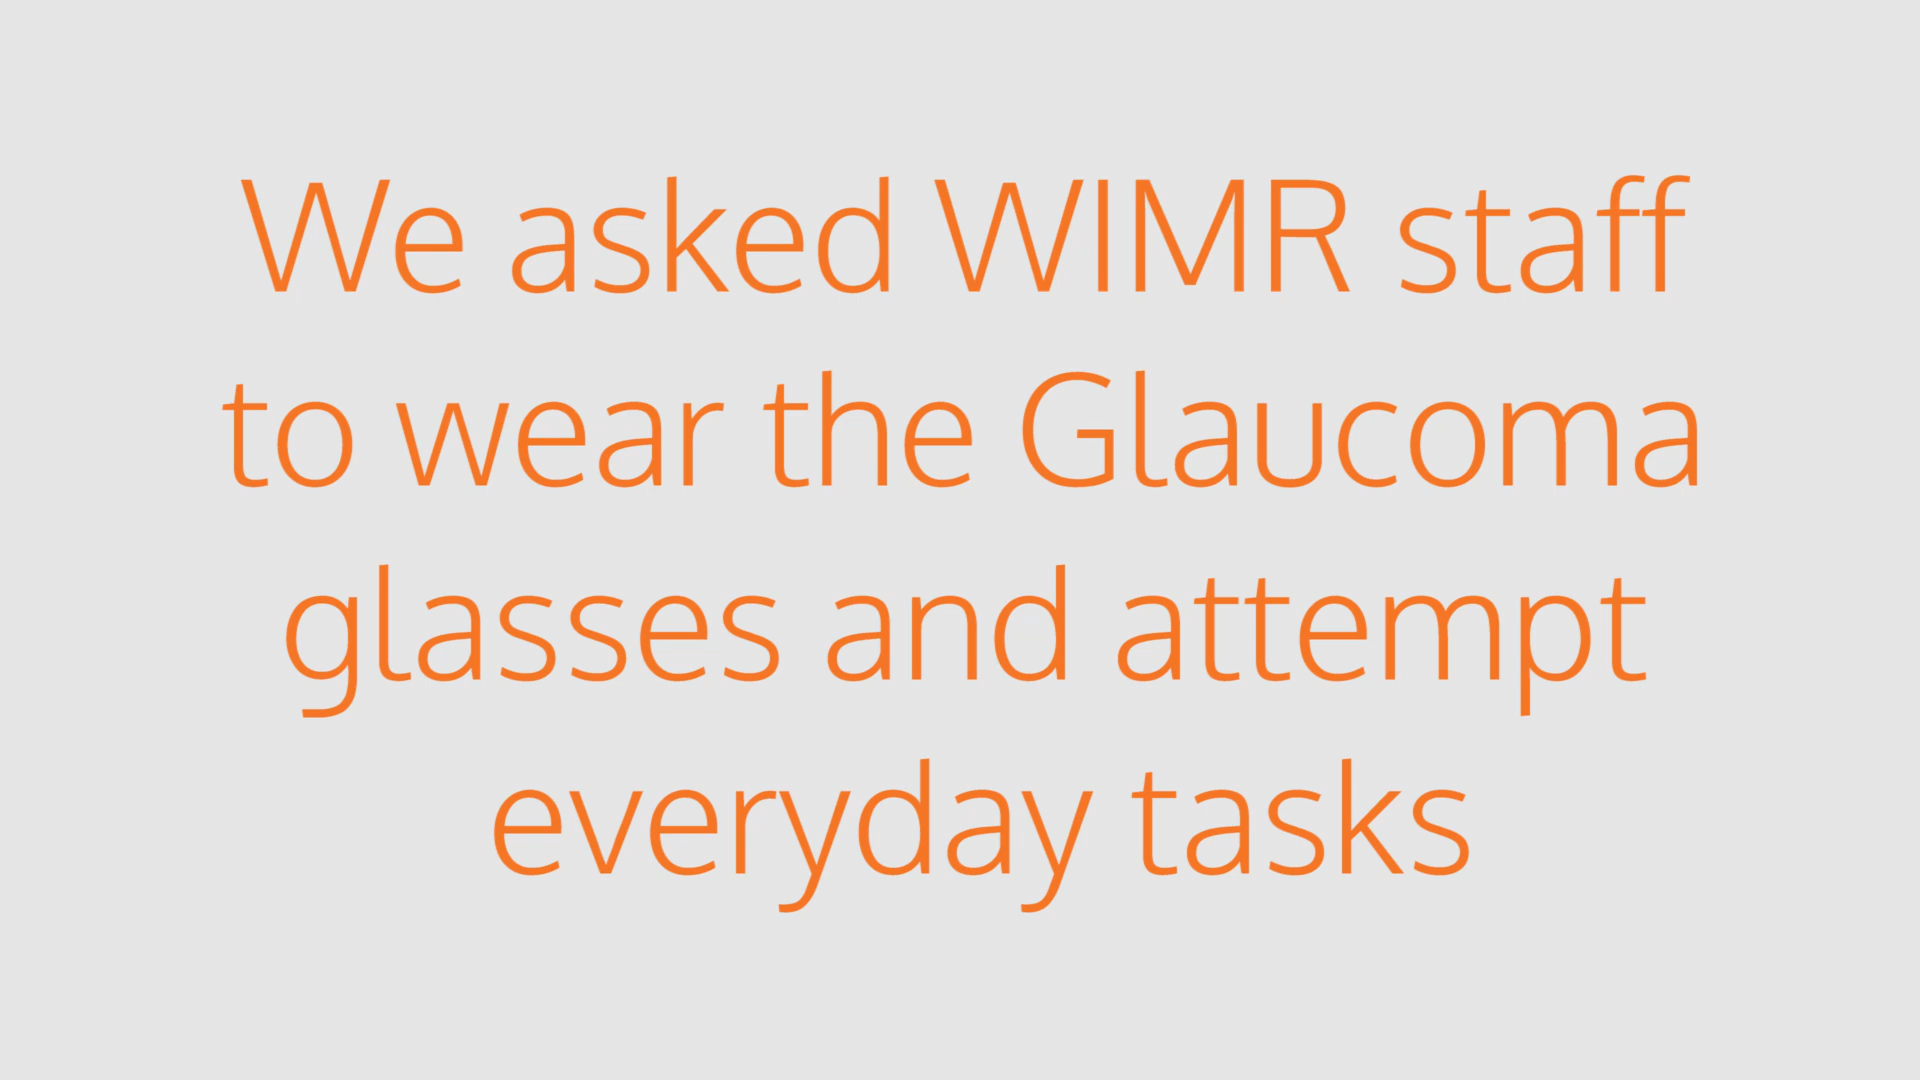 We asked WIMR staff
to wear the Glaucoma
glasses and attempt
everyday tasks